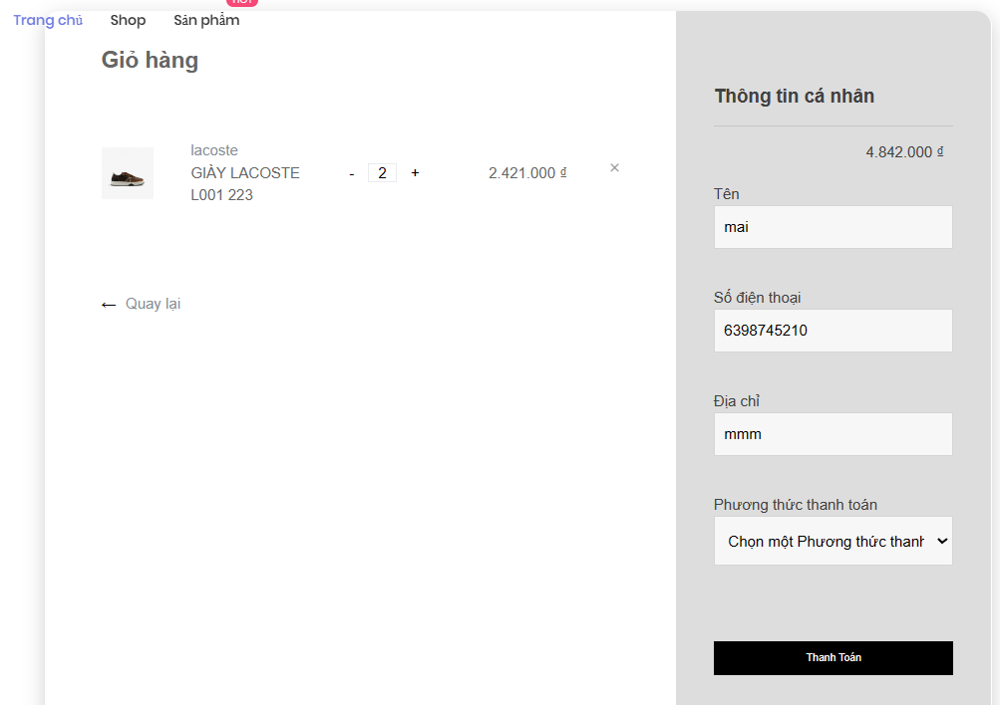 HOT
Trang chủ Shop Sản phẩm
Giỏ hàng
lacoste
GIÀY LACOSTE
L001 223
- 2 +
2.421.000 ₫
×
← Quay lại
Thông tin cá nhân
4.842.000 ₫
Tên
mai
Số điện thoại
6398745210
Địa chỉ
mmm
Phương thức thanh toán
Chọn một Phương thức thanh
Thanh Toán